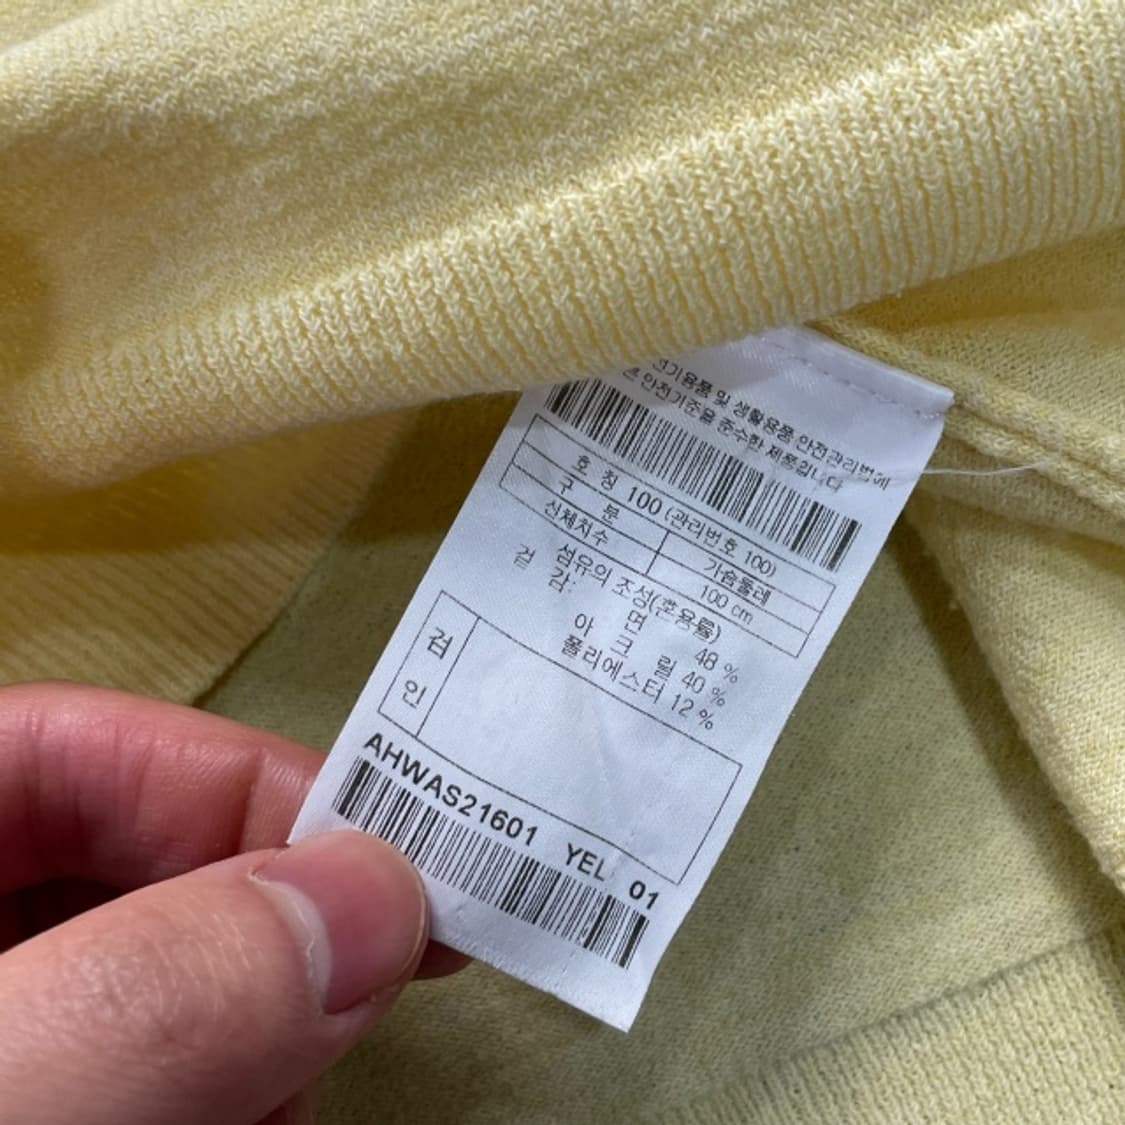 전기용품 및 생활용품 안전관리법에
른 안전기준을 준수한 제품입니다
호 칭 100 (관리번호 100)
구 분 가슴둘레
신체치수 100 cm
섬유의 조성(혼용률)
겉 감:
면 48 %
아 크 릴 40 %
폴리에스터 12 %
검 인
AHWAS21601 YEL 01